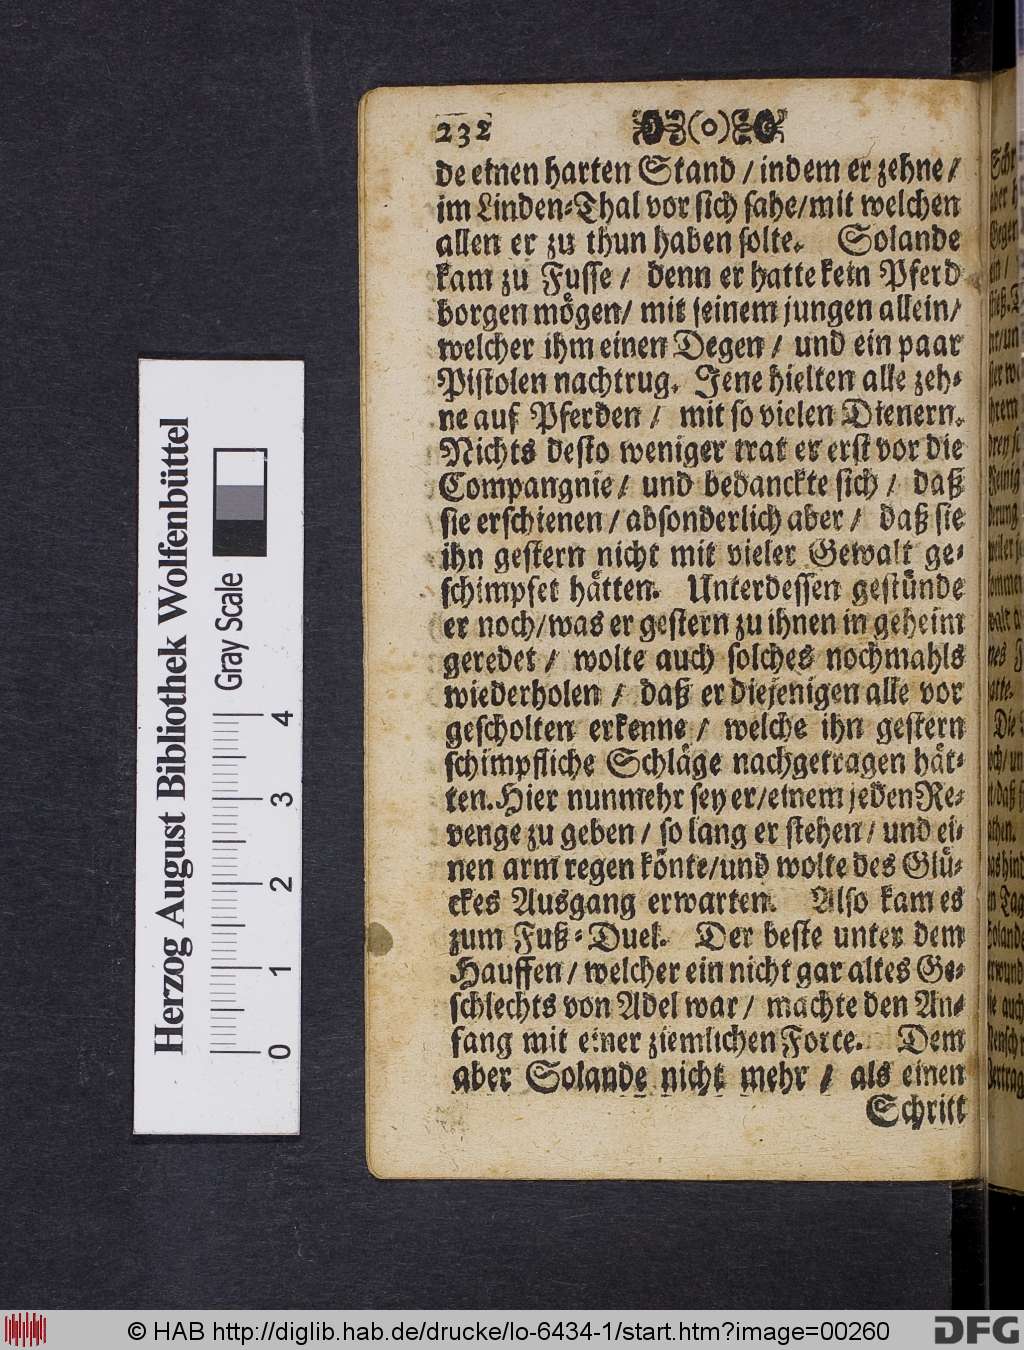 232 (o)
de einen harten Stand / indem er zehne /
im Linden-Thal vor sich sahe / mit welchen
allen er zu thun haben solte. Solande
kam zu Fusse / denn er hatte kein Pferd
borgen mögen / mit seinem jungen allein /
welcher ihm einen Degen / und ein paar
Pistolen nachtrug. Jene hielten alle zeh-
ne auf Pferden / mit so vielen Dienern.
Nichts desto weniger trat er erst vor die
Compangnie / und bedanckte sich / daß
sie erschienen / absonderlich aber / daß sie
ihn gestern nicht mit vieler Gewalt ge-
schimpfet hätten. Unterdessen gestünde
er noch / was er gestern zu ihnen in geheim
geredet / wolte auch solches nochmahls
wiederholen / daß er diejenigen alle vor
gescholten erkenne / welche ihn gestern
schimpfliche Schläge nachgetragen hät-
ten. Hier nunmehr sey er / einem jeden Re-
venge zu geben / so lang er stehen / und ei-
nen arm regen könte / und wolte des Glü-
ckes Ausgang erwarten. Also kam es
zum Fuß-Duel. Der beste unter dem
Hauffen / welcher ein nicht gar altes Ge-
schlechts von Adel war / machte den An-
fang mit einer ziemlichen Force. Dem
aber Solande nicht mehr / als einen
Schritt
Herzog August Bibliothek Wolfenbüttel
Gray Scale
0 1 2 3 4
© HAB http://diglib.hab.de/drucke/lo-6434-1/start.htm?image=00260
DFG